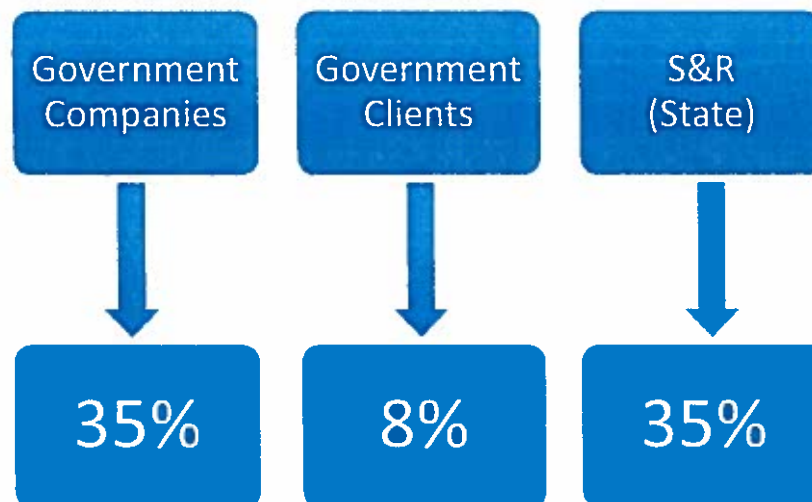 Government
Companies
Government
Clients
S&R
(State)
35%
8%
35%